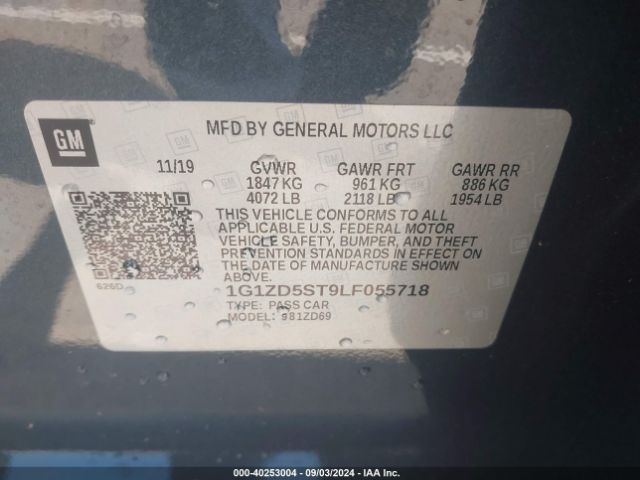 GM
MFD BY GENERAL MOTORS LLC
11/19 GVWR GAWR FRT GAWR RR
1847 KG 961 KG 886 KG
4072 LB 2118 LB 1954 LB
THIS VEHICLE CONFORMS TO ALL
APPLICABLE U.S. FEDERAL MOTOR
VEHICLE SAFETY, BUMPER, AND THEFT
PREVENTION STANDARDS IN EFFECT ON
THE DATE OF MANUFACTURE SHOWN
ABOVE.
626D
1G1ZD5ST9LF055718
TYPE: PASS CAR
MODEL: 981ZD69
000-40253004 - 09/03/2024 - IAA Inc.